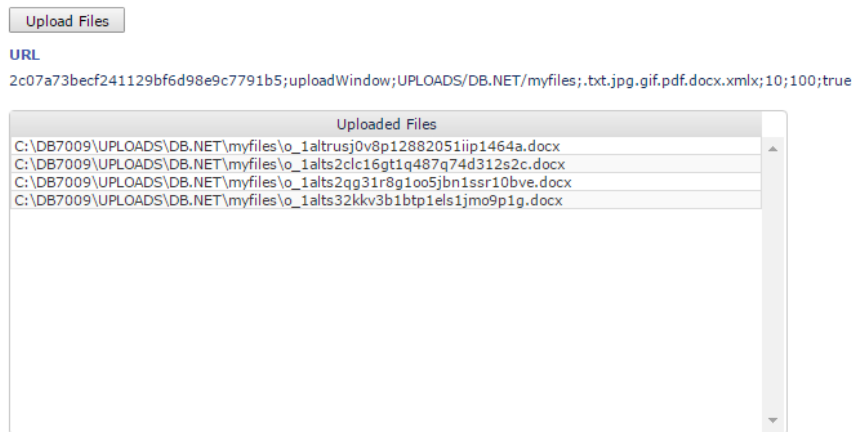 Upload Files
URL
2c07a73becf241129bf6d98e9c7791b5;uploadWindow;UPLOADS/DB.NET/myfiles;.txt.jpg.gif.pdf.docx.xmlx;10;100;true
Uploaded Files
C:\DB7009\UPLOADS\DB.NET\myfiles\o_1altrusj0v8p12882051iip1464a.docx
C:\DB7009\UPLOADS\DB.NET\myfiles\o_1alts2clc16gt1q487q74d312s2c.docx
C:\DB7009\UPLOADS\DB.NET\myfiles\o_1alts2qg31r8g1oo5jbn1ssr10bve.docx
C:\DB7009\UPLOADS\DB.NET\myfiles\o_1alts32kkv3b1btp1els1jmo9p1g.docx